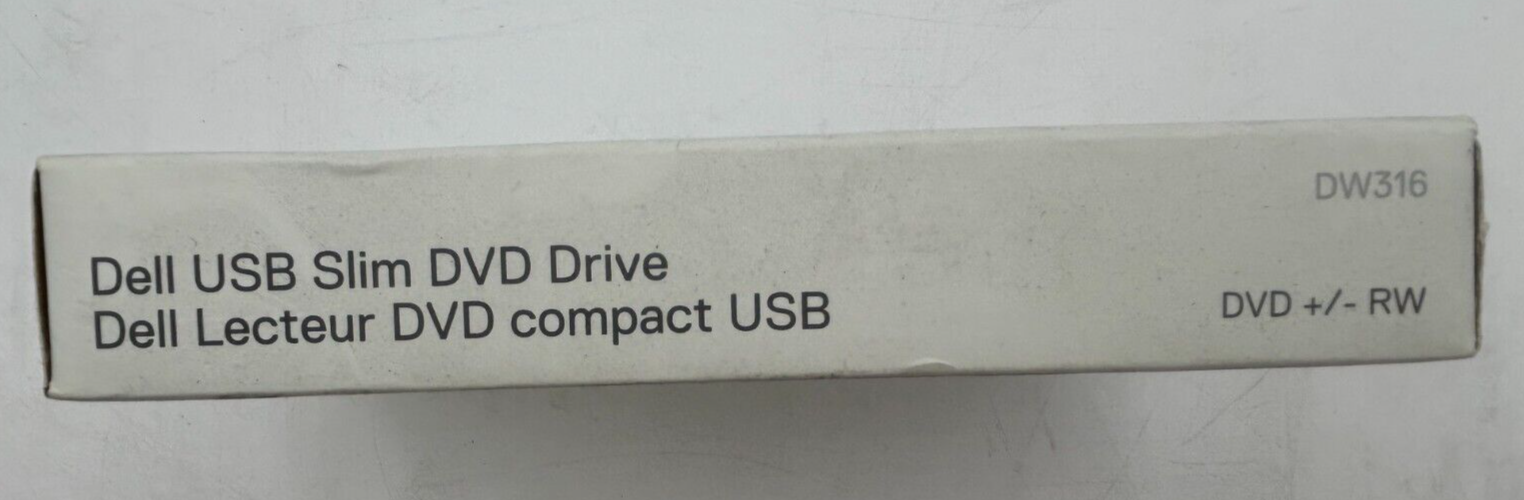 DW316
Dell USB Slim DVD Drive
Dell Lecteur DVD compact USB
DVD +/- RW